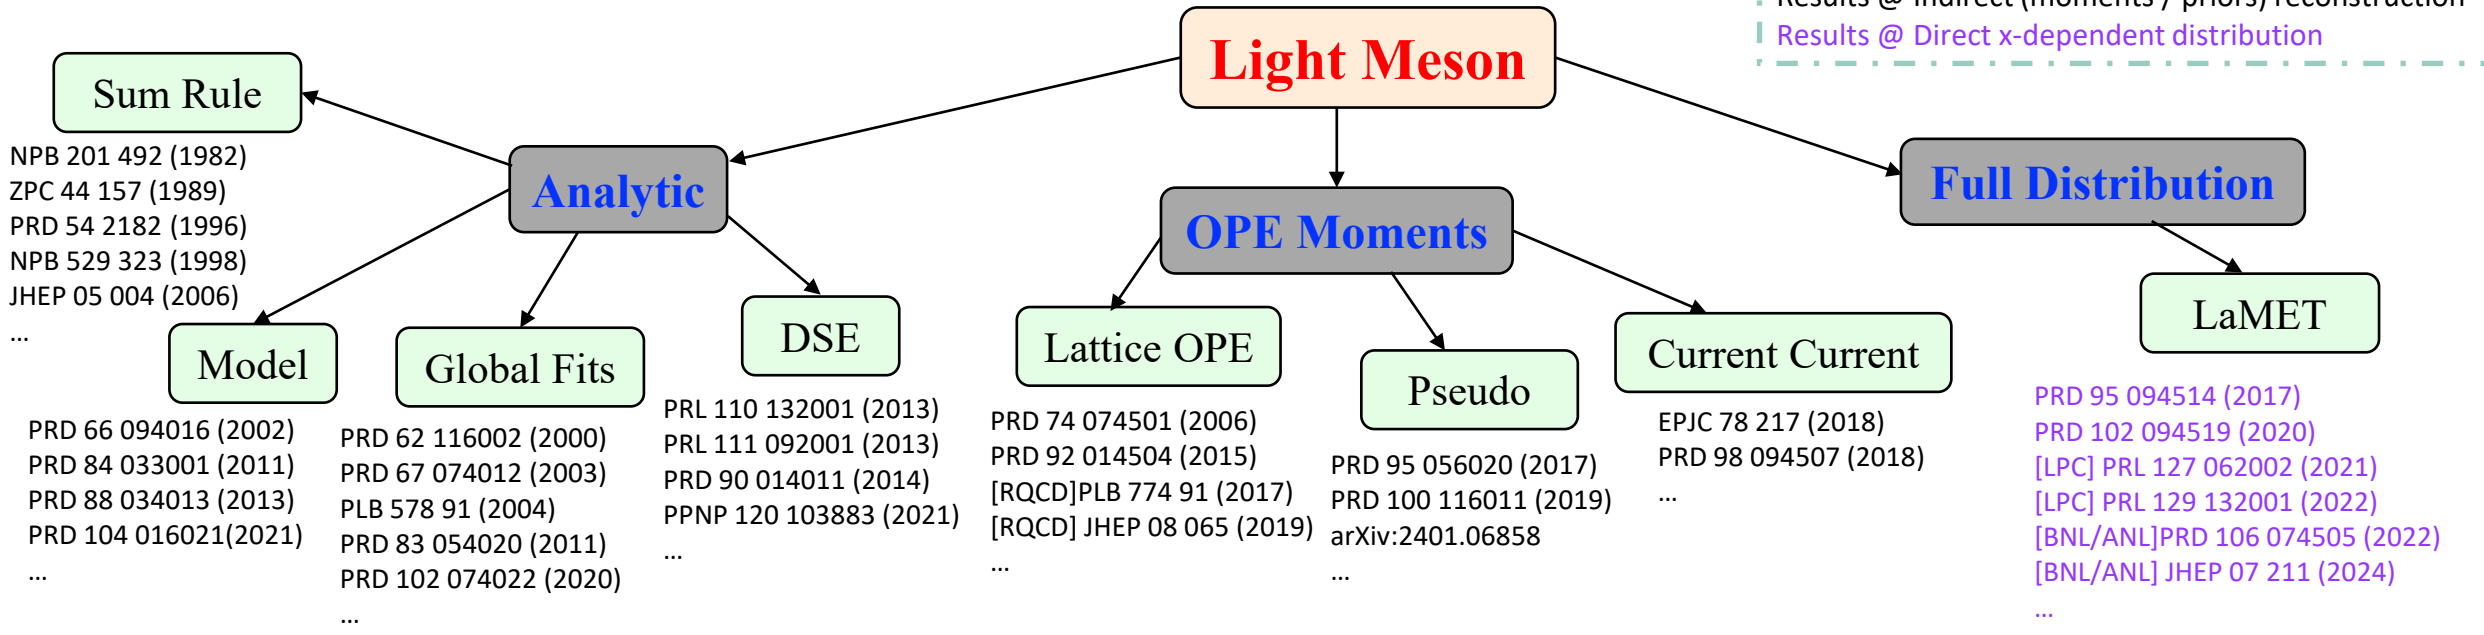 Results @ Indirect (moments / priors) reconstruction
Results @ Direct x-dependent distribution
Light Meson
Sum Rule
NPB 201 492 (1982)
ZPC 44 157 (1989)
PRD 54 2182 (1996)
NPB 529 323 (1998)
JHEP 05 004 (2006)
...
Analytic
OPE Moments
Full Distribution
Model
PRD 66 094016 (2002)
PRD 84 033001 (2011)
PRD 88 034013 (2013)
PRD 104 016021(2021)
...
Global Fits
PRD 62 116002 (2000)
PRD 67 074012 (2003)
PLB 578 91 (2004)
PRD 83 054020 (2011)
PRD 102 074022 (2020)
...
DSE
PRL 110 132001 (2013)
PRL 111 092001 (2013)
PRD 90 014011 (2014)
PPNP 120 103883 (2021)
...
Lattice OPE
PRD 74 074501 (2006)
PRD 92 014504 (2015)
[RQCD]PLB 774 91 (2017)
[RQCD] JHEP 08 065 (2019)
...
Pseudo
PRD 95 056020 (2017)
PRD 100 116011 (2019)
arXiv:2401.06858
...
Current Current
EPJC 78 217 (2018)
PRD 98 094507 (2018)
...
LaMET
PRD 95 094514 (2017)
PRD 102 094519 (2020)
[LPC] PRL 127 062002 (2021)
[LPC] PRL 129 132001 (2022)
[BNL/ANL]PRD 106 074505 (2022)
[BNL/ANL] JHEP 07 211 (2024)
...